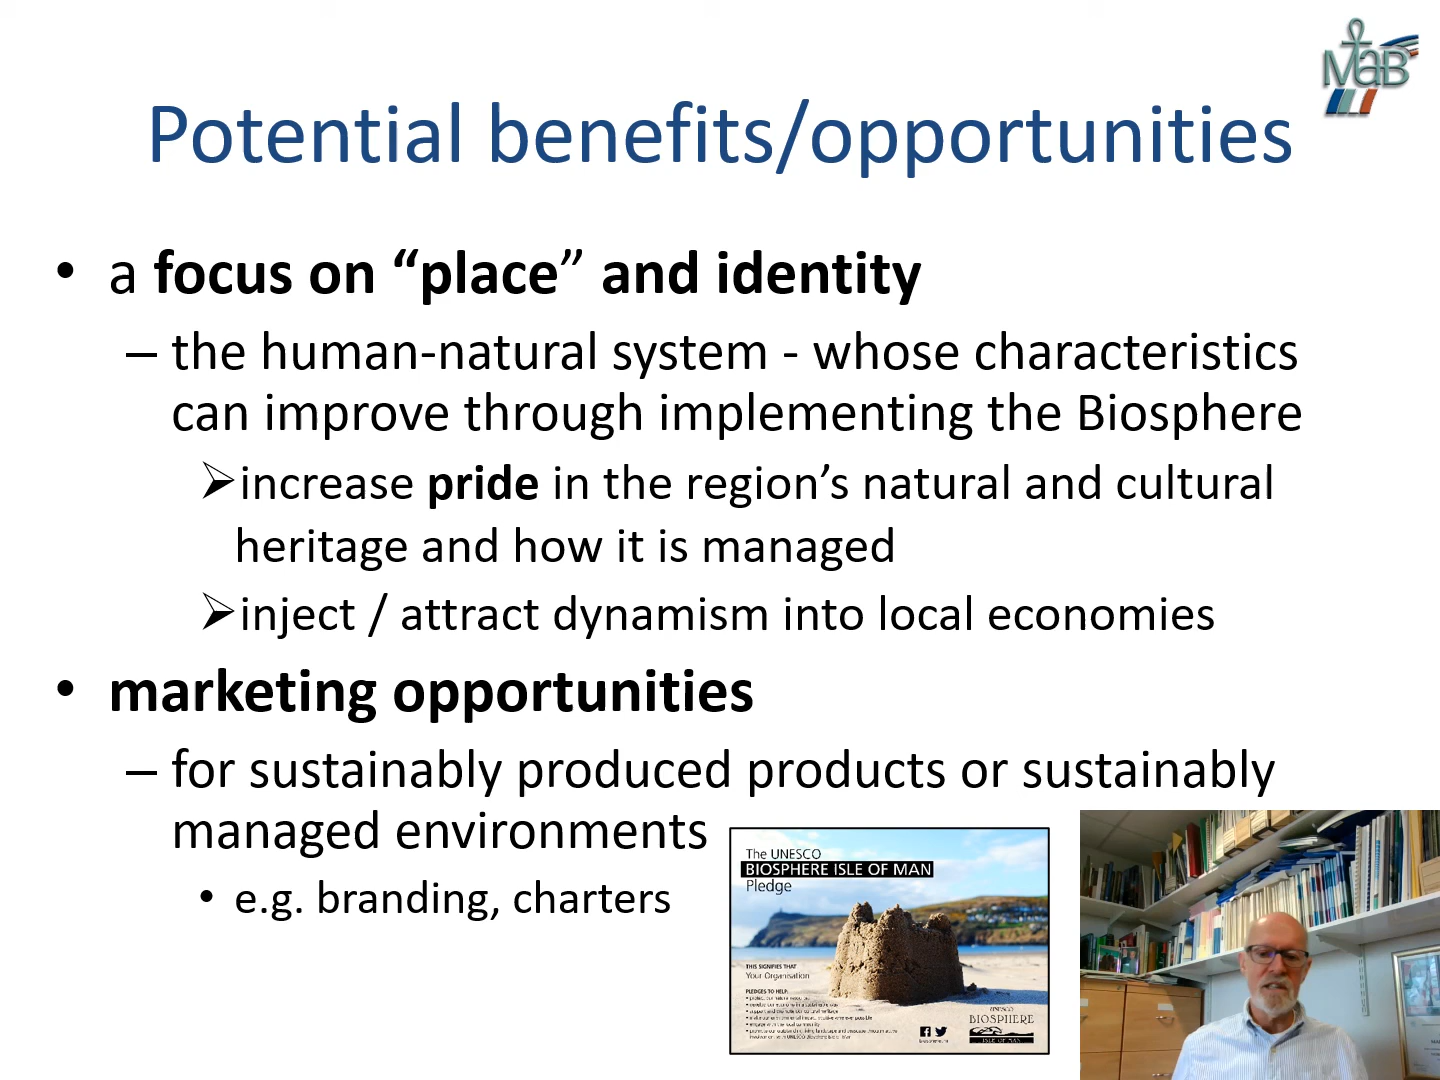 MaB
Potential benefits/opportunities
• a focus on “place” and identity
– the human-natural system - whose characteristics
can improve through implementing the Biosphere
➢increase pride in the region’s natural and cultural
heritage and how it is managed
➢inject / attract dynamism into local economies
• marketing opportunities
– for sustainably produced products or sustainably
managed environments
• e.g. branding, charters
The UNESCO
BIOSPHERE ISLE OF MAN
Pledge
THIS SIGNIFIES THAT
Your Organisation
PLEDGES TO HELP:
UNESCO
BIOSPHERE
ISLE OF MAN